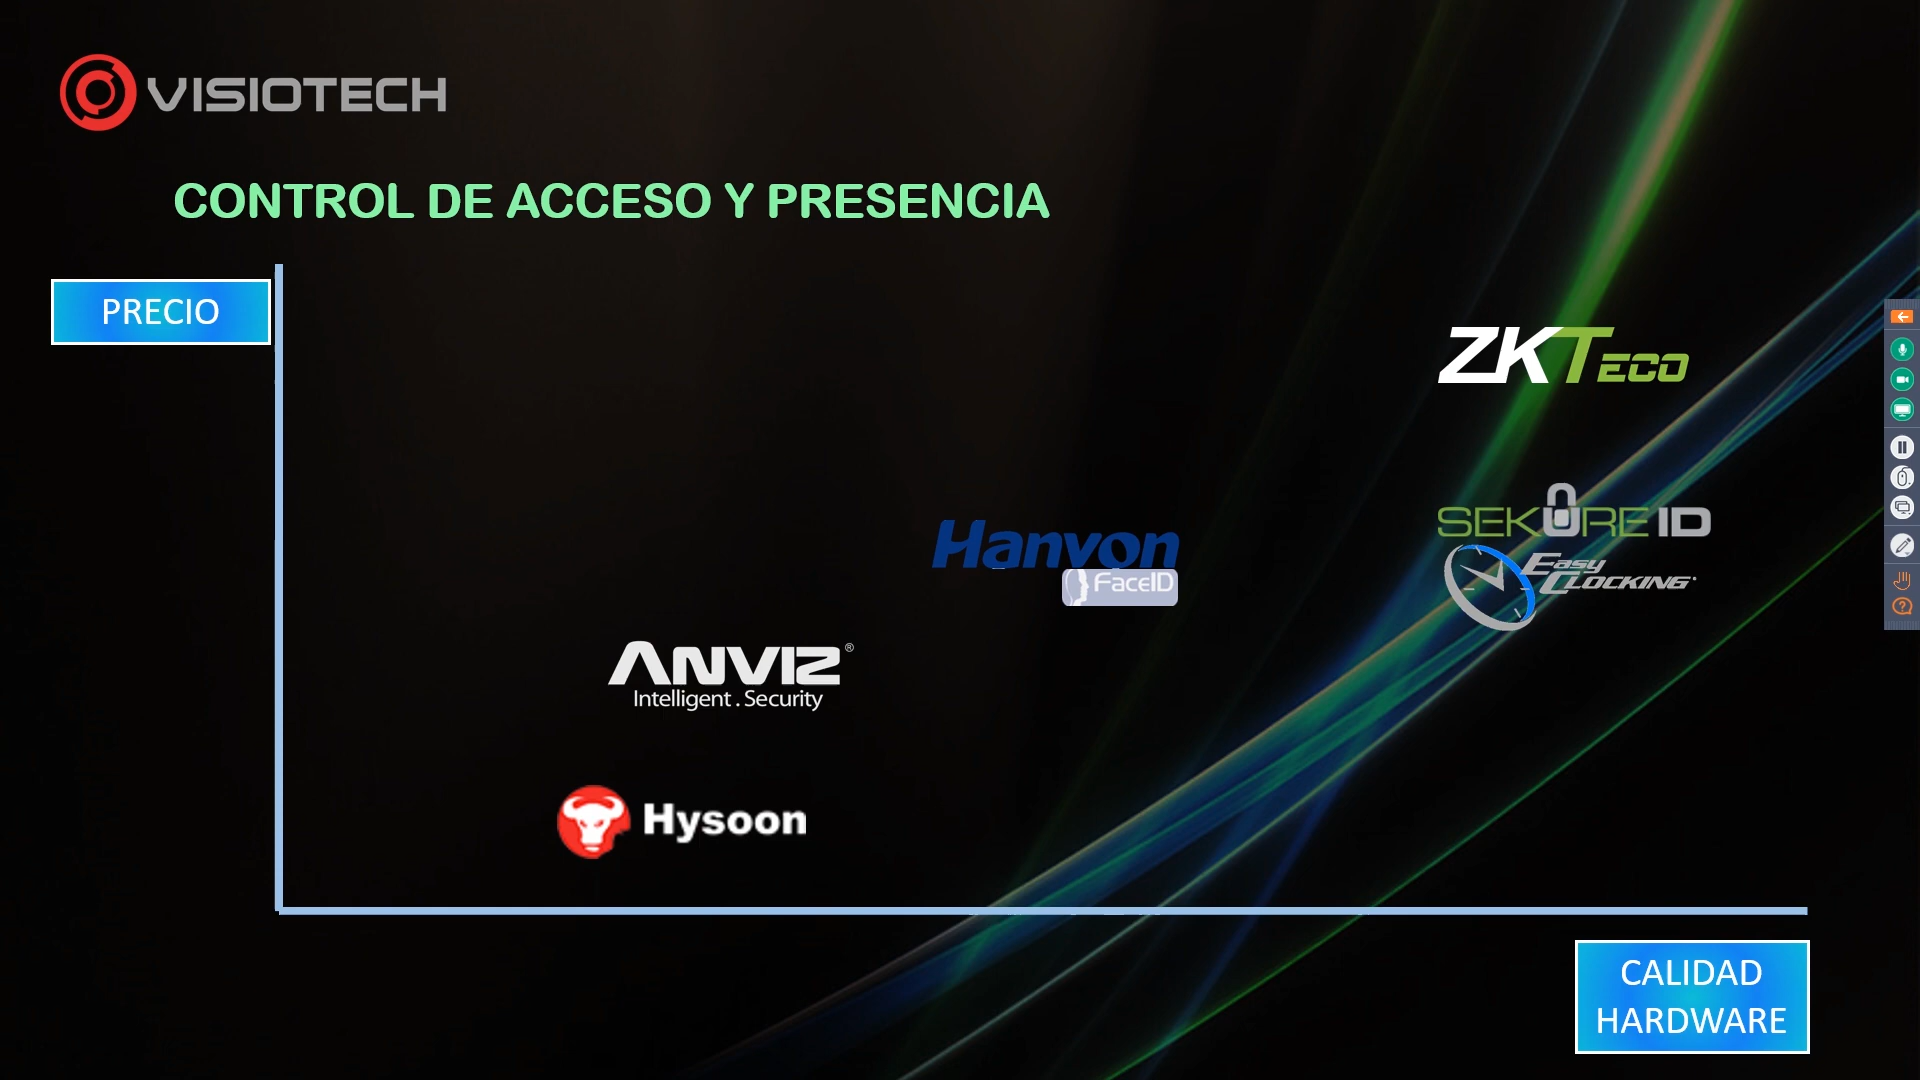 VISIOTECH
CONTROL DE ACCESO Y PRESENCIA
PRECIO
ZKTECO
SEKUREID
Hanvon
FaceID
EASY
CLOCKING
ANVIZ®
Intelligent . Security
Hysoon
CALIDAD
HARDWARE